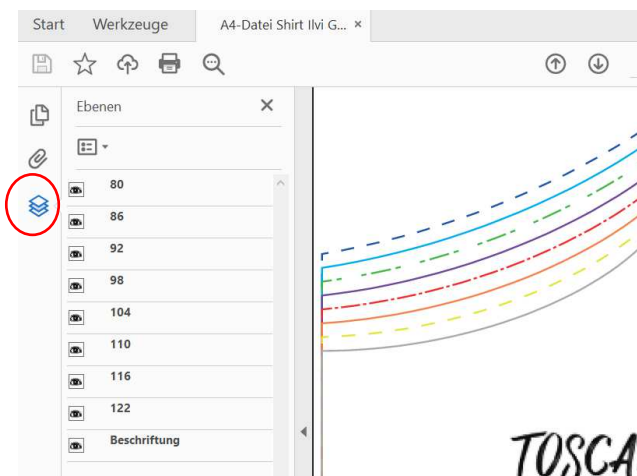 Start Werkzeuge A4-Datei Shirt Ilvi G... ×
Ebenen
80
86
92
98
104
110
116
122
Beschriftung
TOSCA